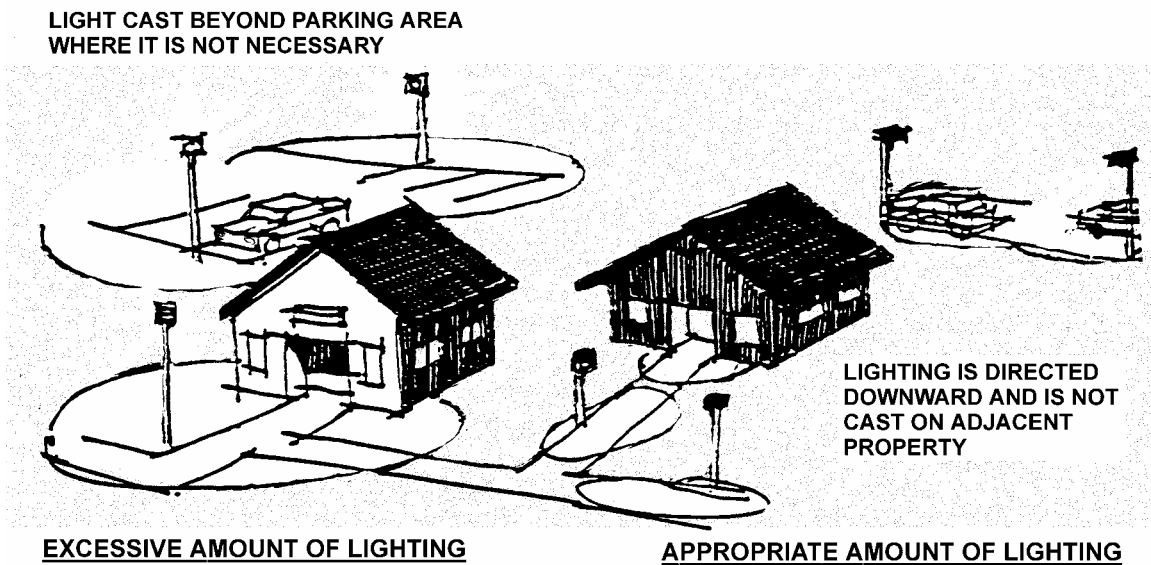 LIGHT CAST BEYOND PARKING AREA
WHERE IT IS NOT NECESSARY
LIGHTING IS DIRECTED
DOWNWARD AND IS NOT
CAST ON ADJACENT
PROPERTY
EXCESSIVE AMOUNT OF LIGHTING
APPROPRIATE AMOUNT OF LIGHTING